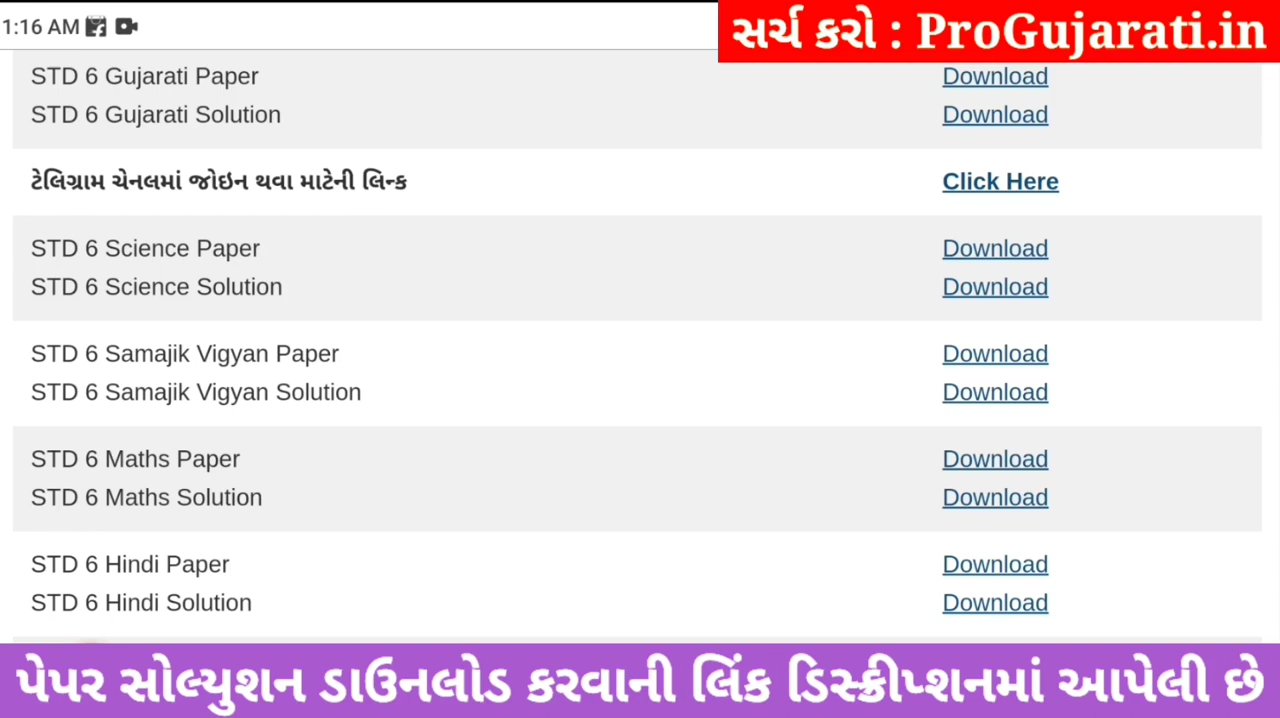 1:16 AM
સર્ચ કરો : ProGujarati.in
STD 6 Gujarati Paper Download
STD 6 Gujarati Solution Download
ટેલિગ્રામ ચેનલમાં જોઇન થવા માટેની લિન્ક Click Here
STD 6 Science Paper Download
STD 6 Science Solution Download
STD 6 Samajik Vigyan Paper Download
STD 6 Samajik Vigyan Solution Download
STD 6 Maths Paper Download
STD 6 Maths Solution Download
STD 6 Hindi Paper Download
STD 6 Hindi Solution Download
પેપર સોલ્યુશન ડાઉનલોડ કરવાની લિંક ડિસ્ક્રીપ્શનમાં આપેલી છે